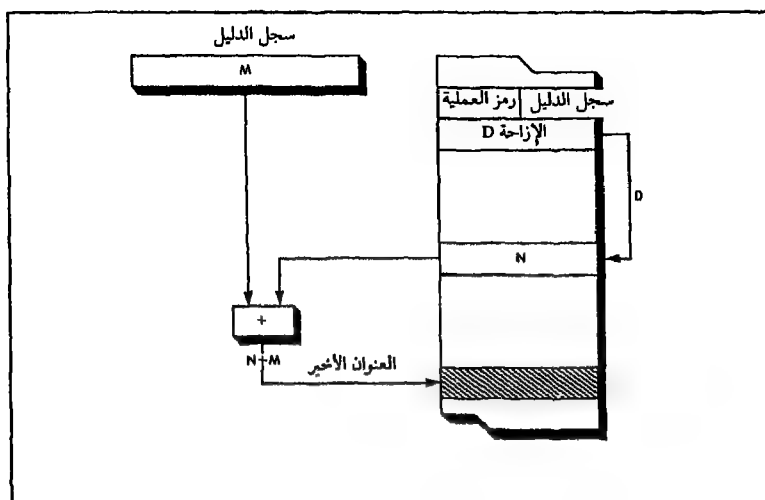 سجل الدليل
M
رمز العملية
سجل الدليل
الإزاحة D
D
N
+
N+M
العنوان الأخير